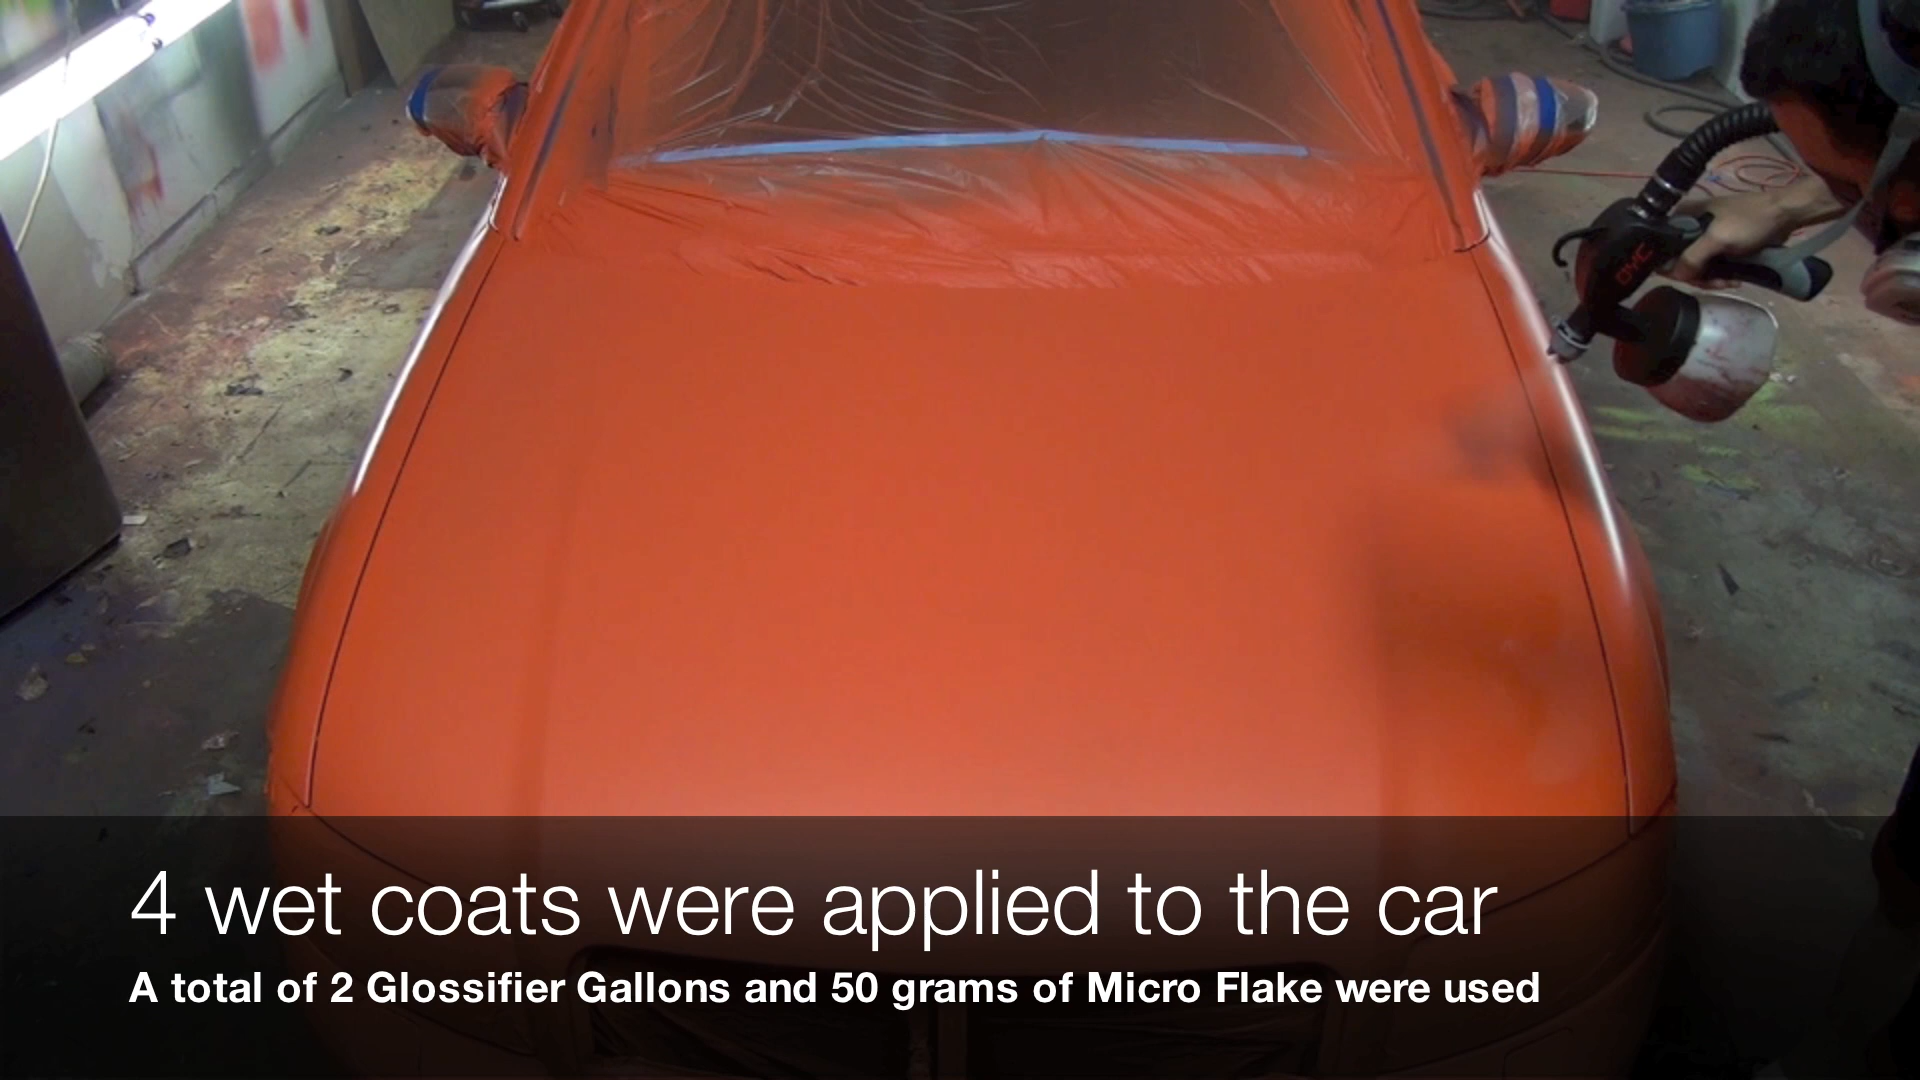 DYC
4 wet coats were applied to the car
A total of 2 Glossifier Gallons and 50 grams of Micro Flake were used